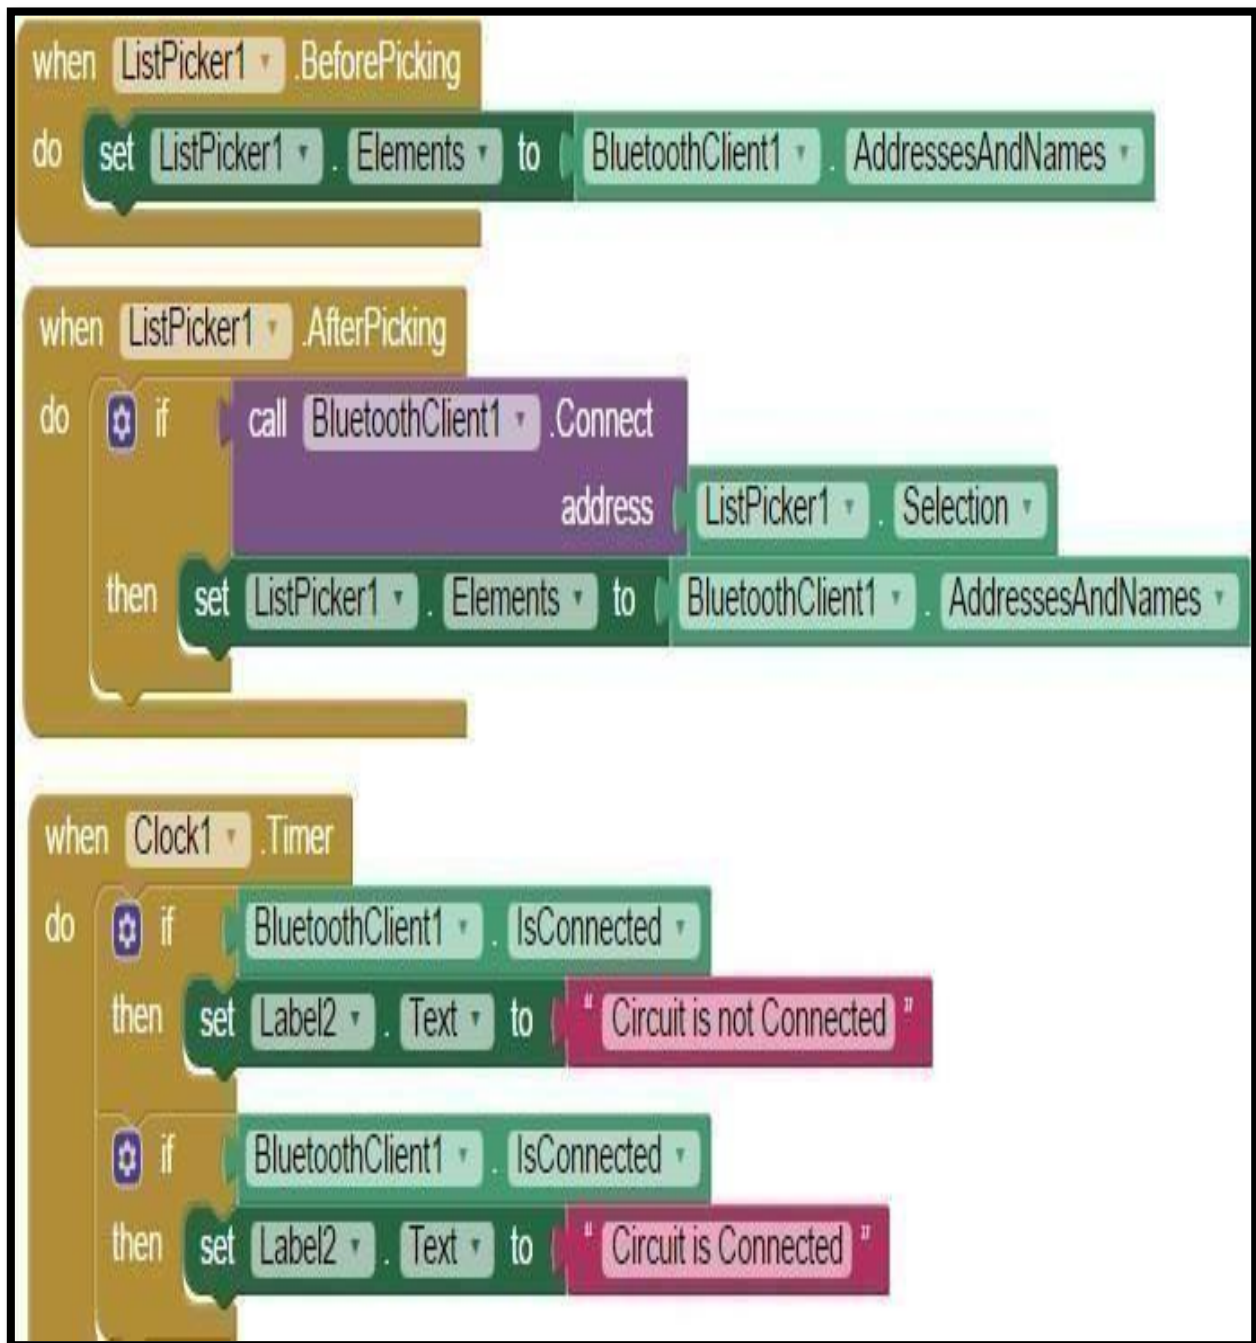 when ListPicker1 .BeforePicking
do set ListPicker1 . Elements to BluetoothClient1 . AddressesAndNames
when ListPicker1 .AfterPicking
do if call BluetoothClient1 .Connect
address ListPicker1 . Selection
then set ListPicker1 . Elements to BluetoothClient1 . AddressesAndNames
when Clock1 .Timer
do if BluetoothClient1 . IsConnected
then set Label2 . Text to “ Circuit is not Connected ”
if BluetoothClient1 . IsConnected
then set Label2 . Text to “ Circuit is Connected ”